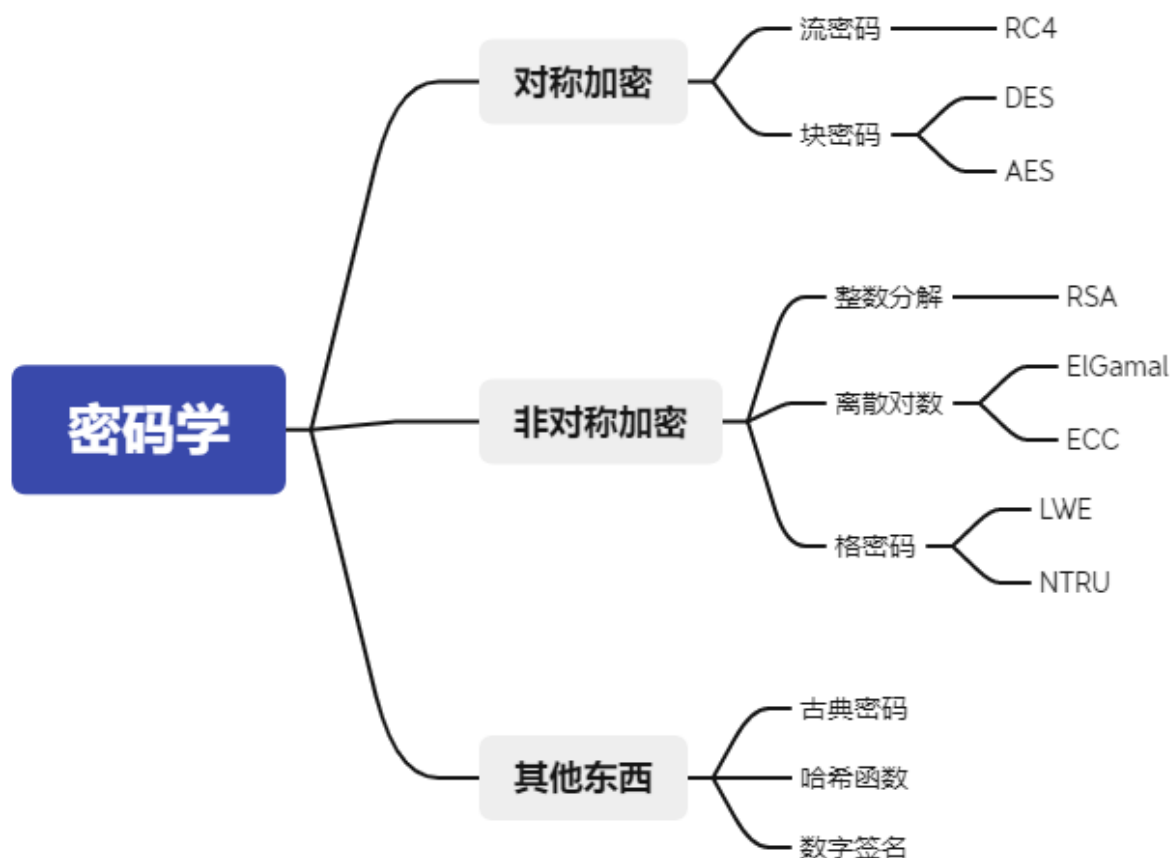 密码学
对称加密
流密码
RC4
块密码
DES
AES
非对称加密
整数分解
RSA
离散对数
ElGamal
ECC
格密码
LWE
NTRU
其他东西
古典密码
哈希函数
数字签名